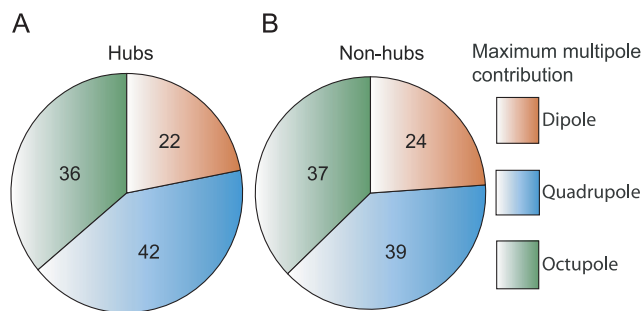 A
B
Hubs
Non-hubs
Maximum multipole
contribution
36
22
42
37
24
39
Dipole
Quadrupole
Octupole